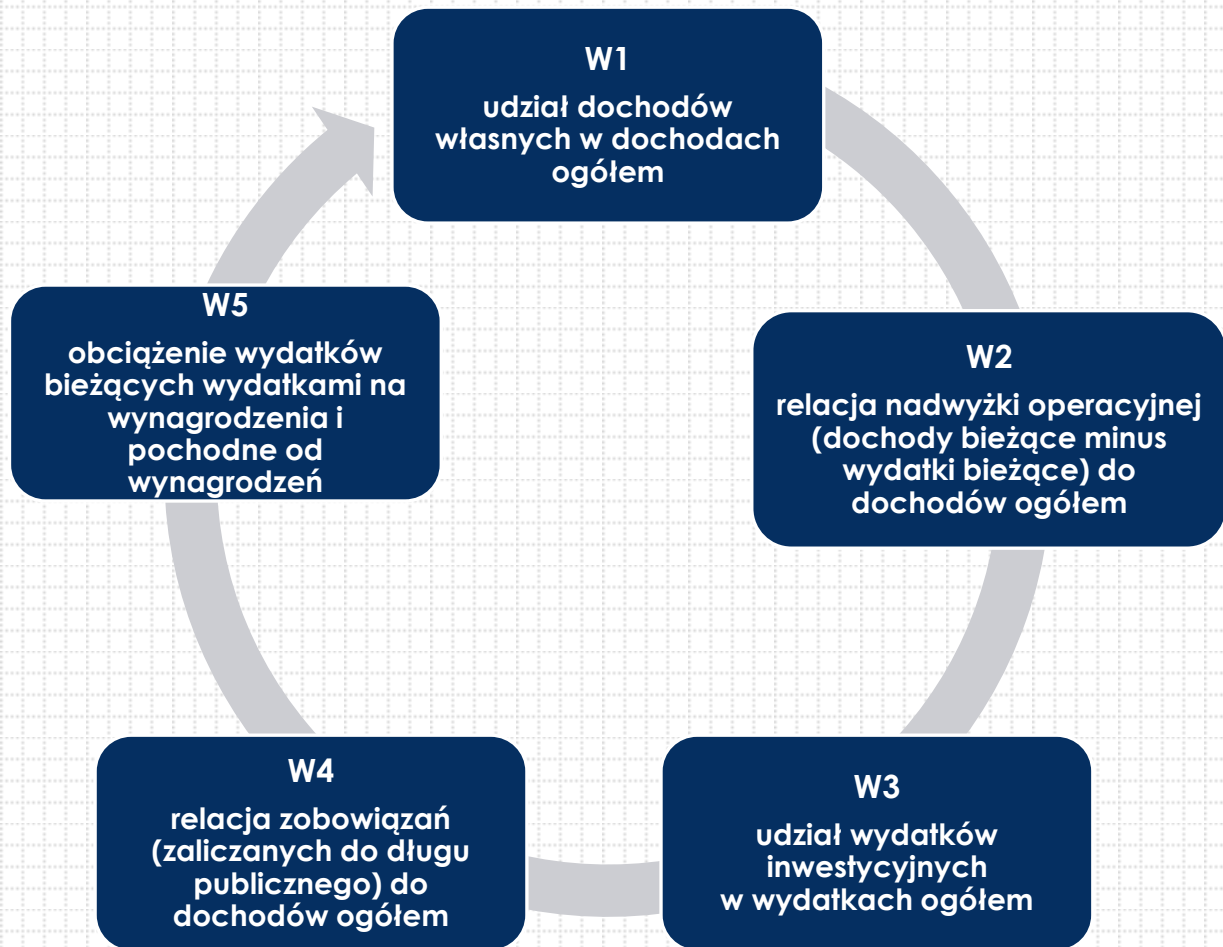 W1
udział dochodów
własnych w dochodach
ogółem
W2
relacja nadwyżki operacyjnej
(dochody bieżące minus
wydatki bieżące) do
dochodów ogółem
W3
udział wydatków
inwestycyjnych
w wydatkach ogółem
W4
relacja zobowiązań
(zaliczanych do długu
publicznego) do
dochodów ogółem
W5
obciążenie wydatków
bieżących wydatkami na
wynagrodzenia i
pochodne od
wynagrodzeń